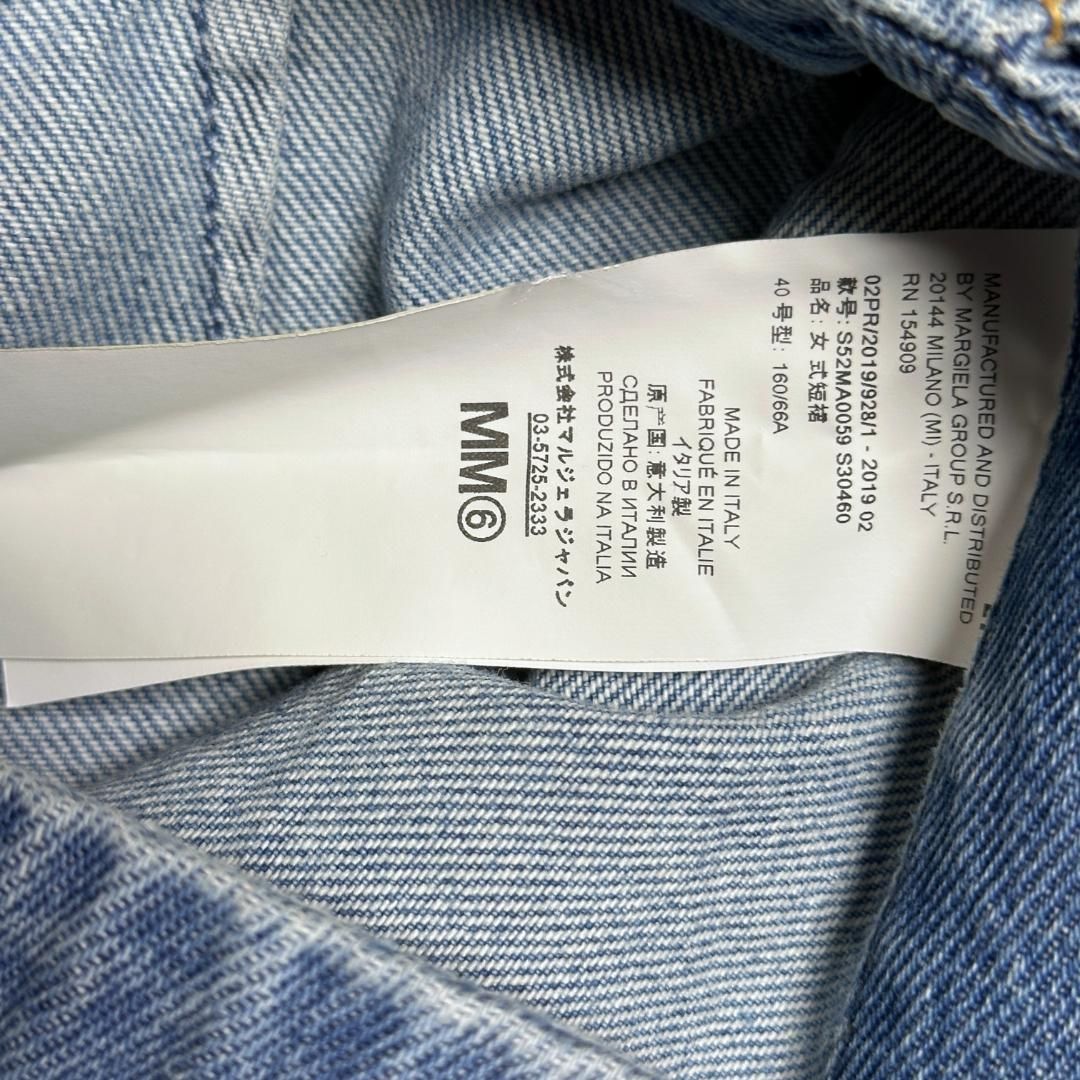 MANUFACTURED AND DISTRIBUTED
BY MARGIELA GROUP S.R.L.
20144 MILANO (MI) - ITALY
RN 154909
02PR/2019/928/1 - 2019 02
款号: S52MA0059 S30460
品名: 女 式短裙
40 号型: 160/66A
MADE IN ITALY
FABRIQUÉ EN ITALIE
イタリア製
原产国: 意大利製造
СДЕЛАНО В ИТАЛИИ
PRODUZIDO NA ITALIA
株式会社マルジェラジャパン
03-5725-2333
MM⑥